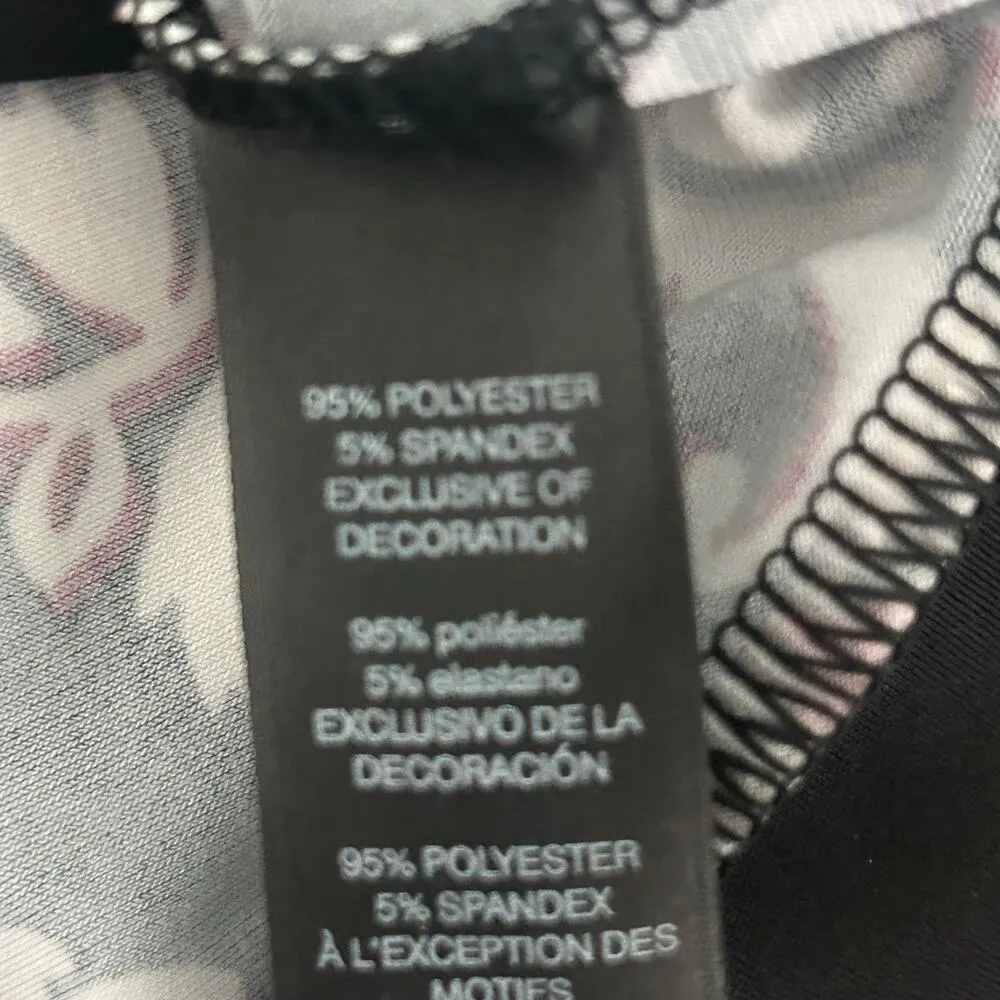 95% POLYESTER
5% SPANDEX
EXCLUSIVE OF
DECORATION
95% poliéster
5% elastano
EXCLUSIVO DE LA
DECORACIÓN
95% POLYESTER
5% SPANDEX
À L'EXCEPTION DES
MOTIFS